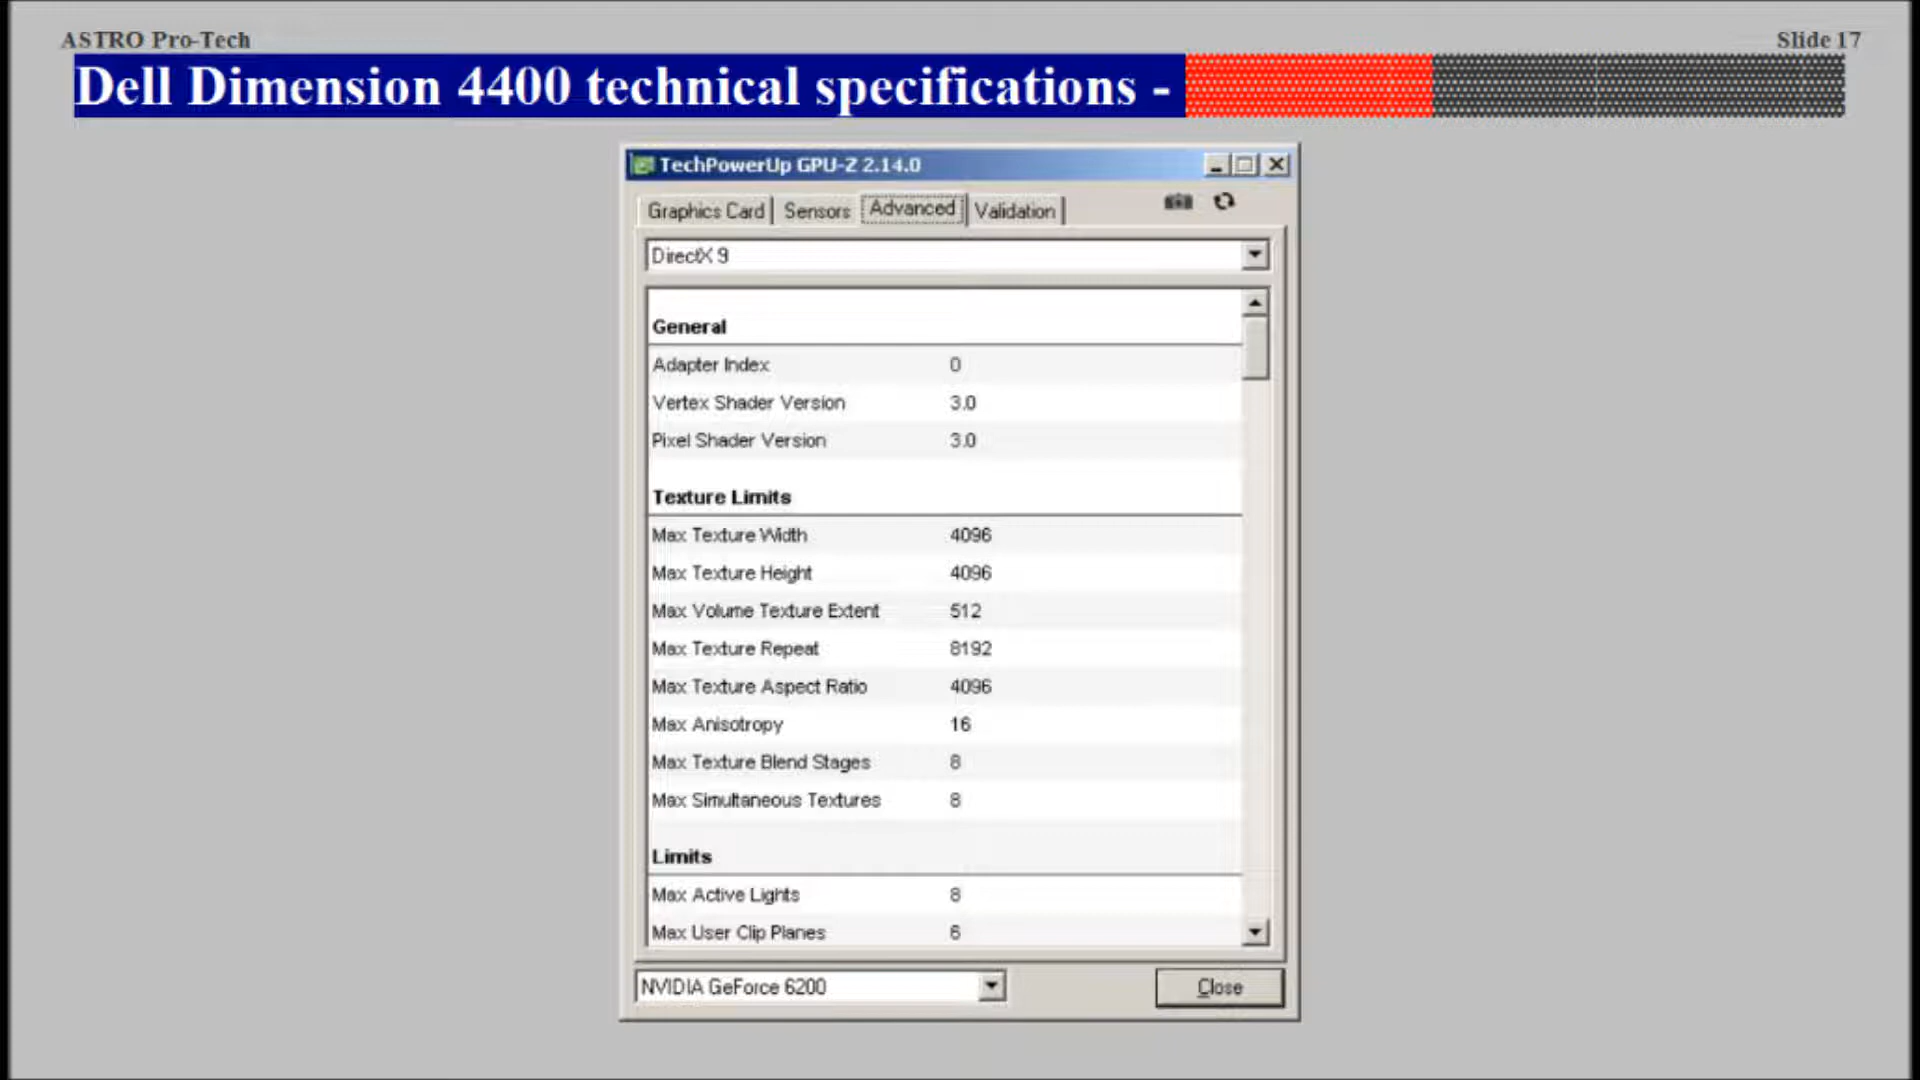 ASTRO Pro-Tech
Slide 17
Dell Dimension 4400 technical specifications -
TechPowerUp GPU-Z 2.14.0
Graphics Card Sensors Advanced Validation
DirectX 9
General
Adapter Index 0
Vertex Shader Version 3.0
Pixel Shader Version 3.0
Texture Limits
Max Texture Width 4096
Max Texture Height 4096
Max Volume Texture Extent 512
Max Texture Repeat 8192
Max Texture Aspect Ratio 4096
Max Anisotropy 16
Max Texture Blend Stages 8
Max Simultaneous Textures 8
Limits
Max Active Lights 8
Max User Clip Planes 6
NVIDIA GeForce 6200
Close